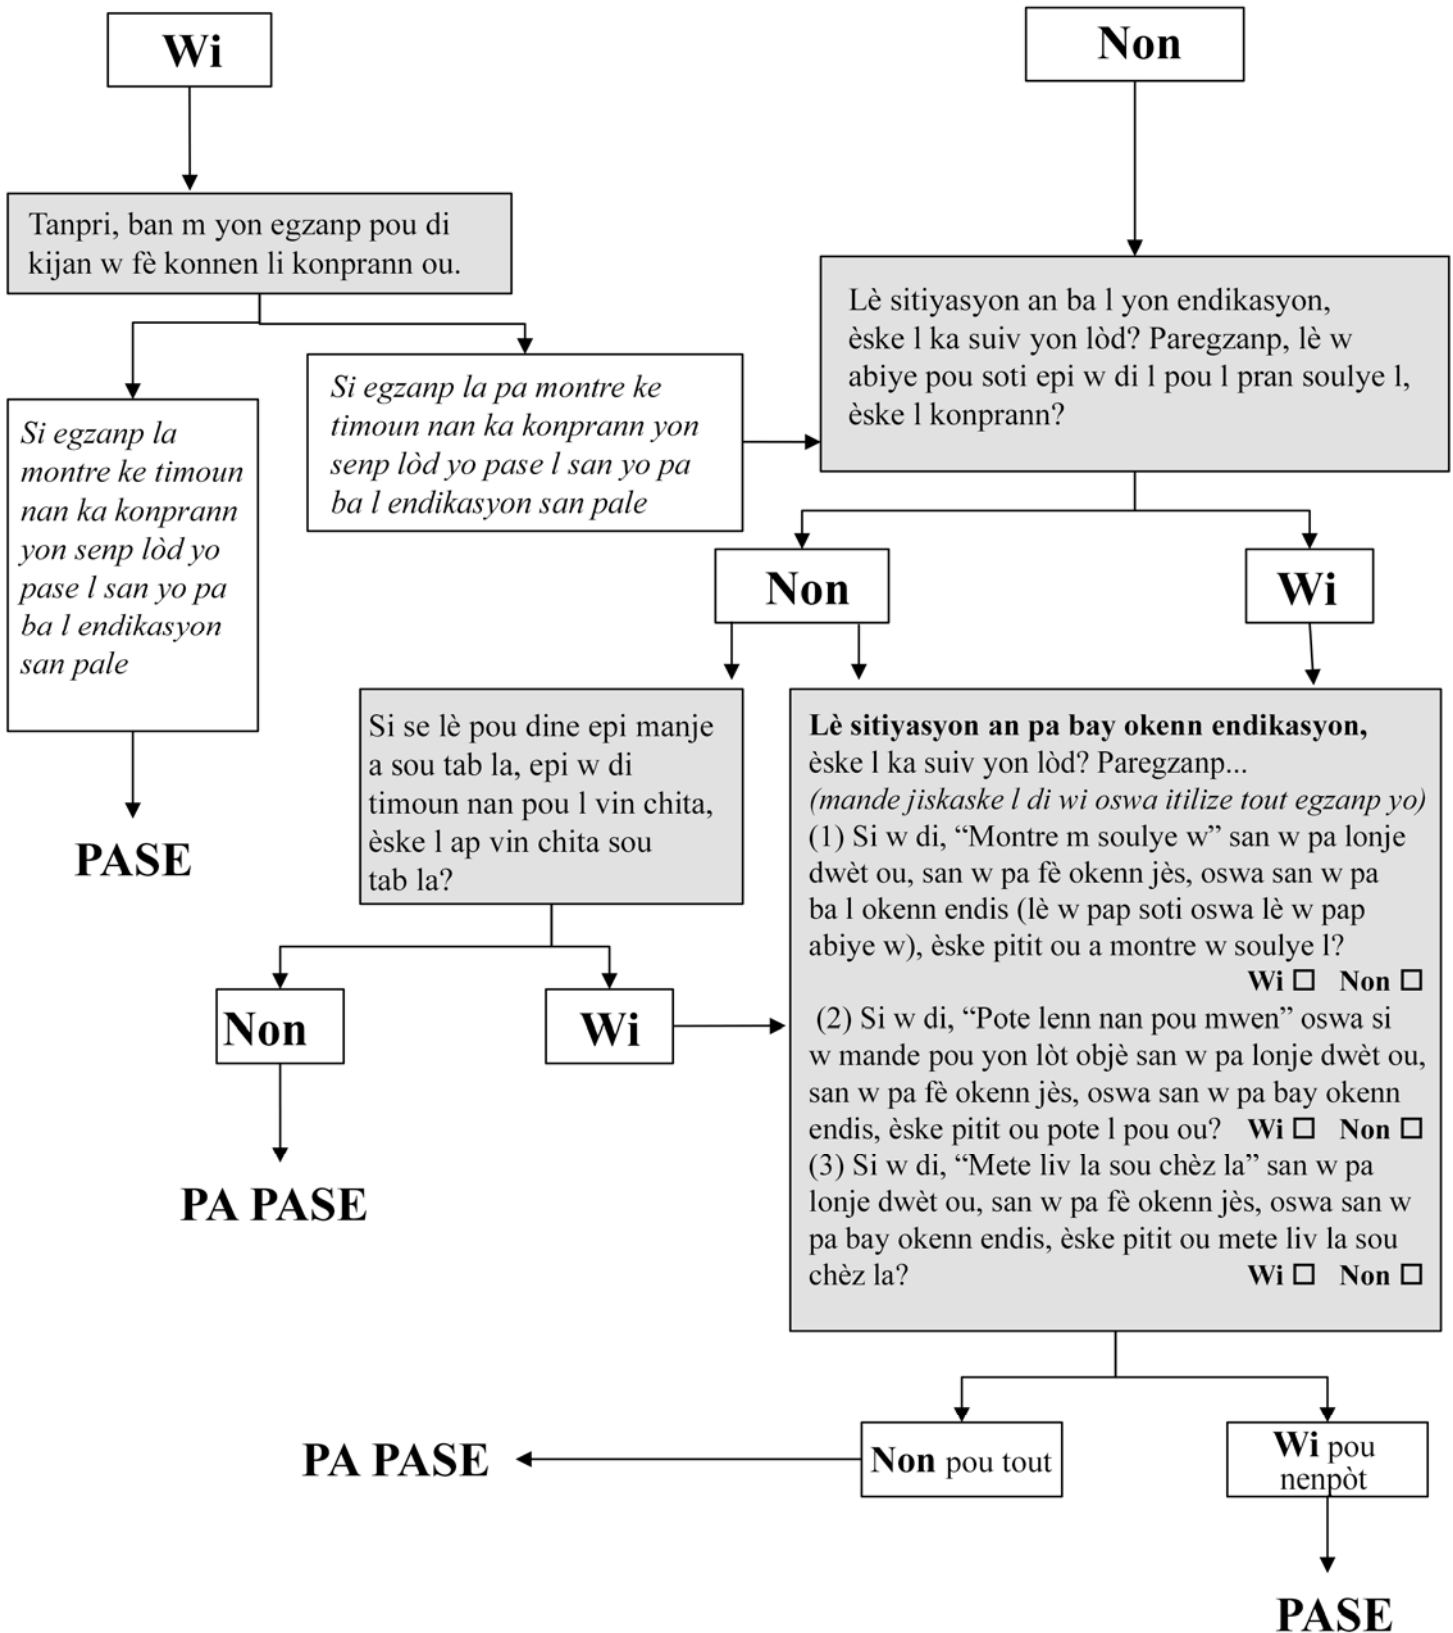 Wi
Non
Tanpri, ban m yon egzanp pou di
kijan w fè konnen li konprann ou.
Lè sitiyasyon an ba l yon endikasyon,
èske l ka suiv yon lòd? Paregzanp, lè w
abiye pou soti epi w di l pou l pran soulye l,
èske l konprann?
Si egzanp la pa montre ke
timoun nan ka konprann yon
senp lòd yo pase l san yo pa
ba l endikasyon san pale
Si egzanp la
montre ke timoun
nan ka konprann
yon senp lòd yo
pase l san yo pa
ba l endikasyon
san pale
Non
Wi
PASE
Si se lè pou dine epi manje
a sou tab la, epi w di
timoun nan pou l vin chita,
èske l ap vin chita sou
tab la?
Lè sitiyasyon an pa bay okenn endikasyon,
èske l ka suiv yon lòd? Paregzanp...
(mande jiskaske l di wi oswa itilize tout egzanp yo)
(1) Si w di, “Montre m soulye w” san w pa lonje
dwèt ou, san w pa fè okenn jès, oswa san w pa
ba l okenn endis (lè w pap soti oswa lè w pap
abiye w), èske pitit ou a montre w soulye l?
Wi ☐ Non ☐
(2) Si w di, “Pote lenn nan pou mwen” oswa si
w mande pou yon lòt objè san w pa lonje dwèt ou,
san w pa fè okenn jès, oswa san w pa bay okenn
endis, èske pitit ou pote l pou ou? Wi ☐ Non ☐
(3) Si w di, “Mete liv la sou chèz la” san w pa
lonje dwèt ou, san w pa fè okenn jès, oswa san w
pa bay okenn endis, èske pitit ou mete liv la sou
chèz la? Wi ☐ Non ☐
Non
Wi
PA PASE
Non pou tout
Wi pou
nenpòt
PA PASE
PASE